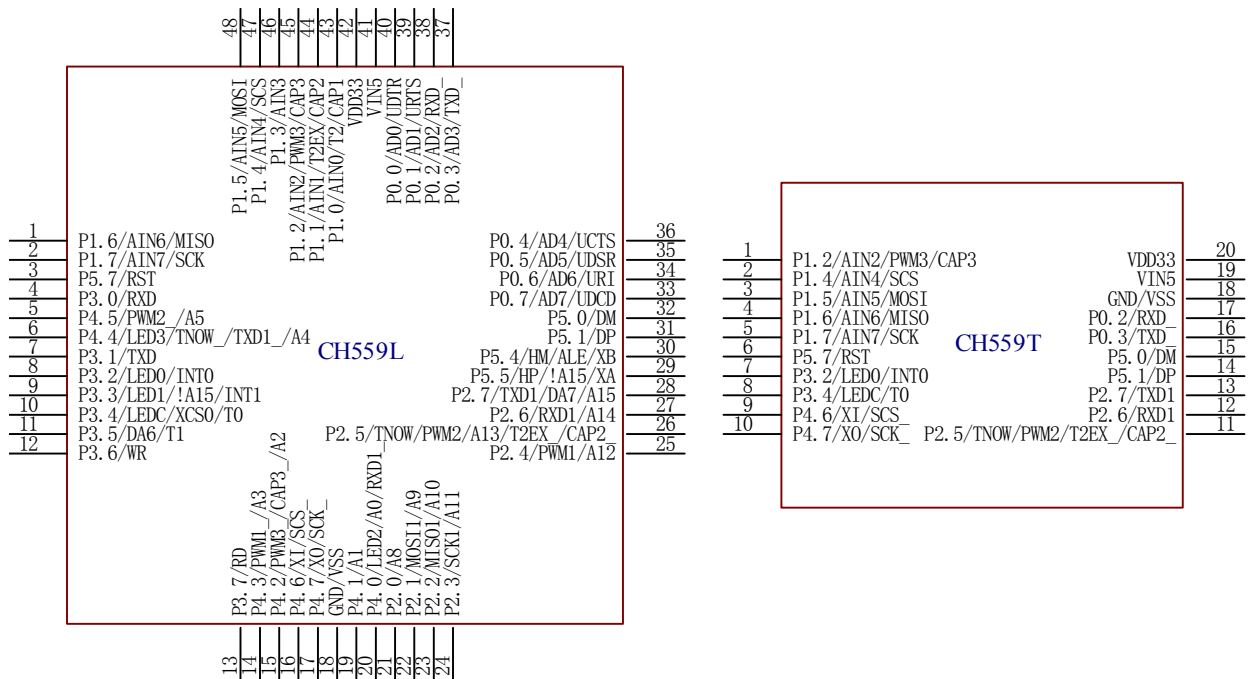 48
47
46
45
44
43
42
41
40
39
38
37
P1.5/AIN5/MOSI
P1.4/AIN4/SCS
P1.3/AIN3
P1.2/AIN2/PWM3/CAP3
P1.1/AIN1/T2EX/CAP2
P1.0/AIN0/T2/CAP1
VDD33
VIN5
P0.0/AD0/UDTR
P0.1/AD1/URTS
P0.2/AD2/RXD_
P0.3/AD3/TXD_
1 P1.6/AIN6/MISO
2 P1.7/AIN7/SCK
3 P5.7/RST
4 P3.0/RXD
5 P4.5/PWM2_/A5
6 P4.4/LED3/TNOW_/TXD1_/A4
7 P3.1/TXD
8 P3.2/LED0/INT0
9 P3.3/LED1/!A15/INT1
10 P3.4/LEDC/XCS0/T0
11 P3.5/DA6/T1
12 P3.6/WR
CH559L
P0.4/AD4/UCTS 36
P0.5/AD5/UDSR 35
P0.6/AD6/URI 34
P0.7/AD7/UDCD 33
P5.0/DM 32
P5.1/DP 31
P5.4/HM/ALE/XB 30
P5.5/HP/!A15/XA 29
P2.7/TXD1/DA7/A15 28
P2.6/RXD1/A14 27
P2.5/TNOW/PWM2/A13/T2EX_/CAP2_ 26
P2.4/PWM1/A12 25
P3.7/RD
P4.3/PWM1_/A3
P4.2/PWM3_/CAP3_/A2
P4.6/XI/SCS_
P4.7/XO/SCK_
GND/VSS
P4.1/A1
P4.0/LED2/A0/RXD1_
P2.0/A8
P2.1/MOSI1/A9
P2.2/MISO1/A10
P2.3/SCK1/A11
13
14
15
16
17
18
19
20
21
22
23
24
1 P1.2/AIN2/PWM3/CAP3
2 P1.4/AIN4/SCS
3 P1.5/AIN5/MOSI
4 P1.6/AIN6/MISO
5 P1.7/AIN7/SCK
6 P5.7/RST
7 P3.2/LED0/INT0
8 P3.4/LEDC/T0
9 P4.6/XI/SCS_
10 P4.7/XO/SCK_
CH559T
VDD33 20
VIN5 19
GND/VSS 18
P0.2/RXD_ 17
P0.3/TXD_ 16
P5.0/DM 15
P5.1/DP 14
P2.7/TXD1 13
P2.6/RXD1 12
P2.5/TNOW/PWM2/T2EX_/CAP2_ 11